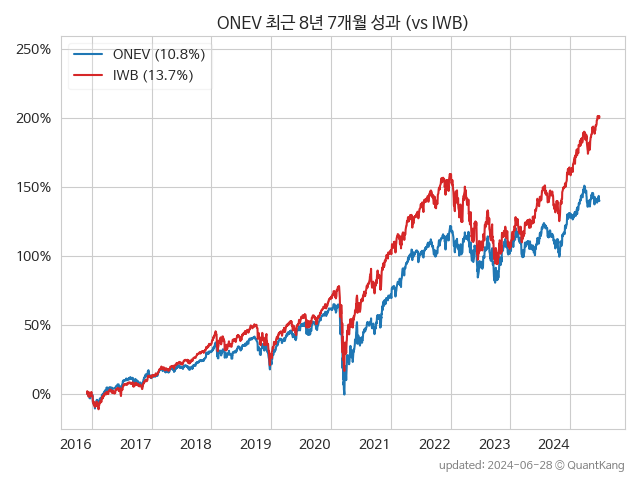 ONEV 최근 8년 7개월 성과 (vs IWB)
250%
200%
150%
100%
50%
0%
ONEV (10.8%)
IWB (13.7%)
2016 2017 2018 2019 2020 2021 2022 2023 2024
updated: 2024-06-28 © QuantKang